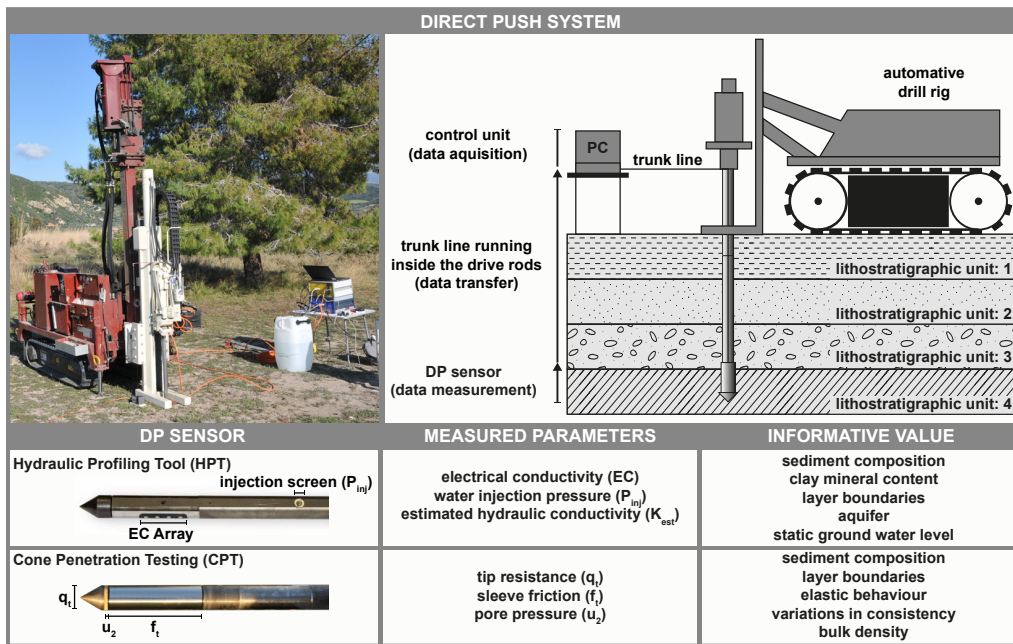 DIRECT PUSH SYSTEM
automative
drill rig
control unit
(data aquisition)
PC
trunk line
trunk line running
inside the drive rods
(data transfer)
lithostratigraphic unit: 1
lithostratigraphic unit: 2
lithostratigraphic unit: 3
DP sensor
(data measurement)
lithostratigraphic unit: 4
DP SENSOR
MEASURED PARAMETERS
INFORMATIVE VALUE
Hydraulic Profiling Tool (HPT)
injection screen (Pinj)
EC Array
electrical conductivity (EC)
water injection pressure (Pinj)
estimated hydraulic conductivity (Kest)
sediment composition
clay mineral content
layer boundaries
aquifer
static ground water level
Cone Penetration Testing (CPT)
qt
u2
ft
tip resistance (qt)
sleeve friction (ft)
pore pressure (u2)
sediment composition
layer boundaries
elastic behaviour
variations in consistency
bulk density